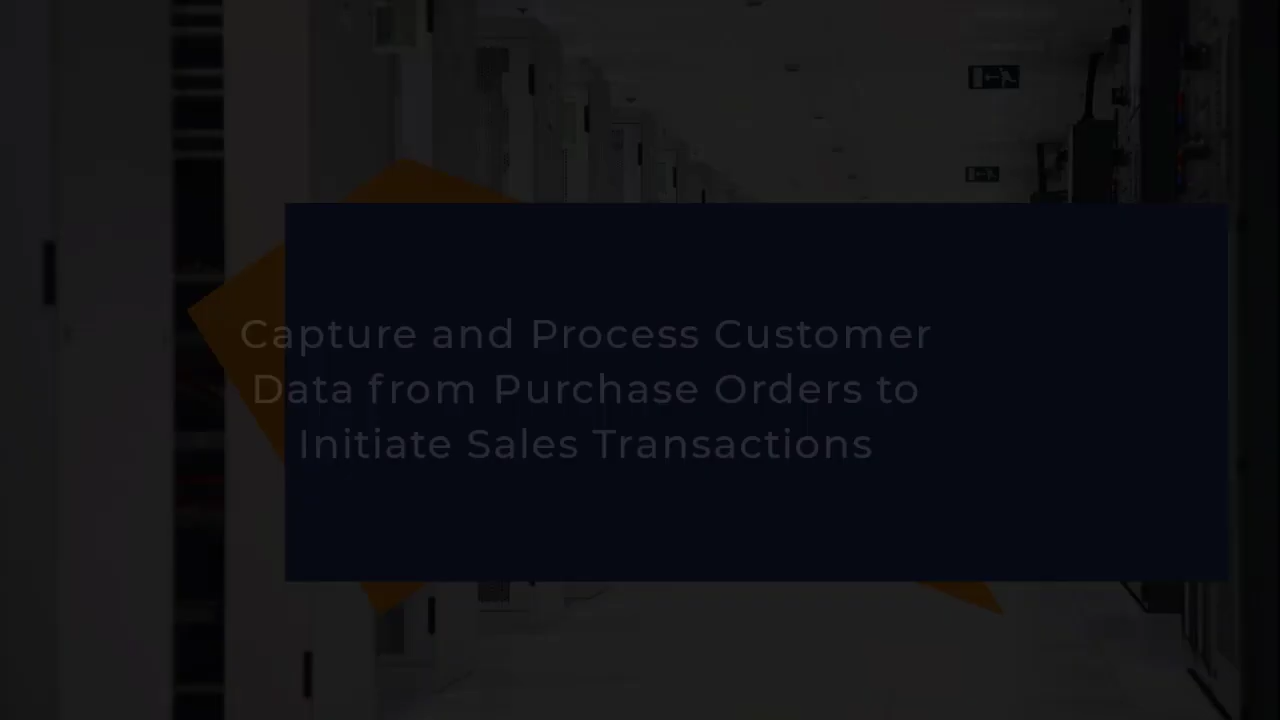 Capture and Process Customer
Data from Purchase Orders to
Initiate Sales Transactions